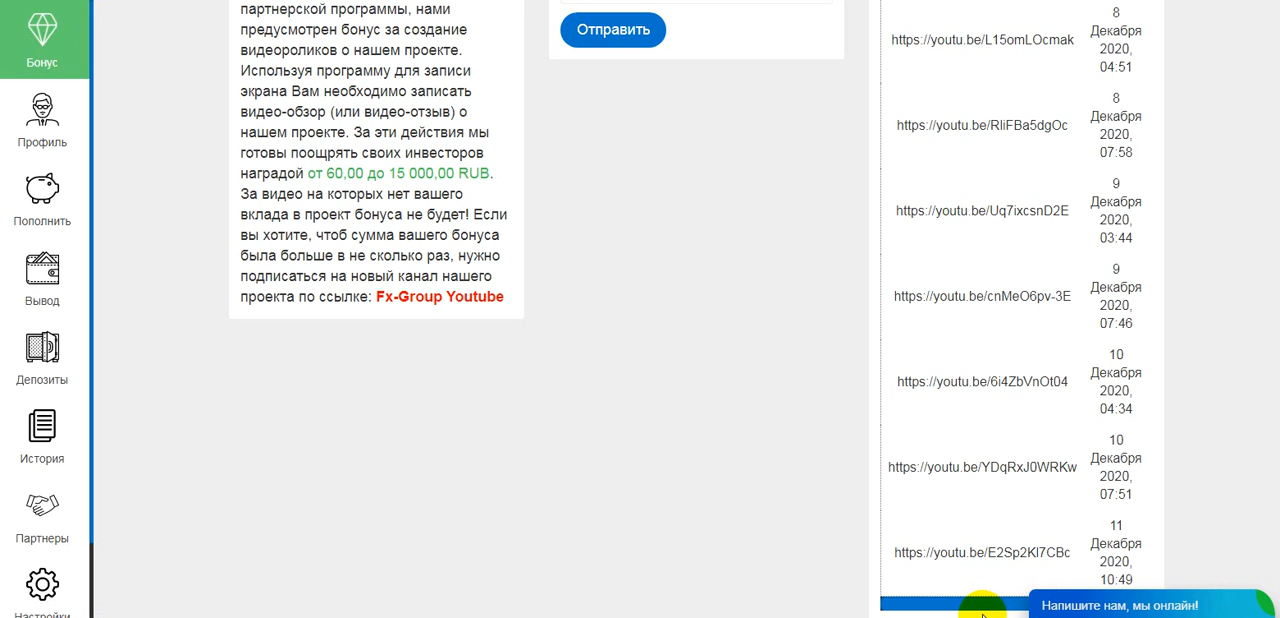 Бонус
Профиль
Пополнить
Вывод
Депозиты
История
Партнеры
Настройки
партнерской программы, нами
предусмотрен бонус за создание
видеороликов о нашем проекте.
Используя программу для записи
экрана Вам необходимо записать
видео-обзор (или видео-отзыв) о
нашем проекте. За эти действия мы
готовы поощрять своих инвесторов
наградой от 60,00 до 15 000,00 RUB.
За видео на которых нет вашего
вклада в проект бонуса не будет! Если
вы хотите, чтоб сумма вашего бонуса
была больше в не сколько раз, нужно
подписаться на новый канал нашего
проекта по ссылке: Fx-Group Youtube
Отправить
8
Декабря
https://youtu.be/L15omLOcmak
2020,
04:51
8
Декабря
https://youtu.be/RliFBa5dgOc
2020,
07:58
9
Декабря
https://youtu.be/Uq7ixcsnD2E
2020,
03:44
9
Декабря
https://youtu.be/cnMeO6pv-3E
2020,
07:46
10
Декабря
https://youtu.be/6i4ZbVnOt04
2020,
04:34
10
Декабря
https://youtu.be/YDqRxJ0WRKw
2020,
07:51
11
Декабря
https://youtu.be/E2Sp2Kl7CBc
2020,
10:49
Напишите нам, мы онлайн!